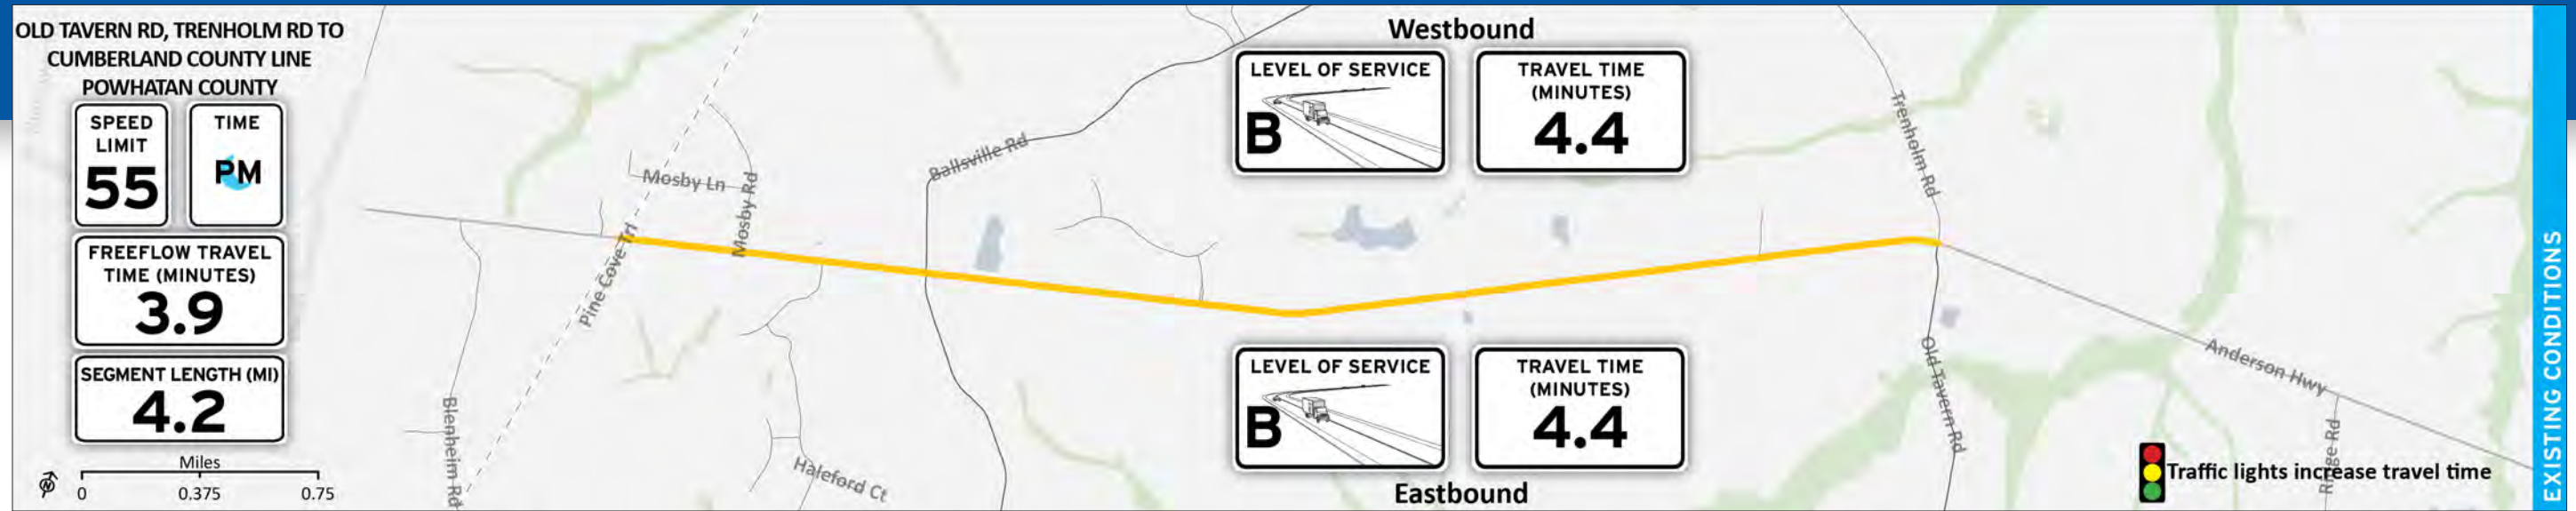 OLD TAVERN RD, TRENHOLM RD TO
CUMBERLAND COUNTY LINE
POWHATAN COUNTY
SPEED
LIMIT
55
TIME
PM
FREEFLOW TRAVEL
TIME (MINUTES)
3.9
SEGMENT LENGTH (MI)
4.2
Miles
0 0.375 0.75
N
Blenheim Rd
Pine Cove Trl
Mosby Ln
Mosby Rd
Ballsville Rd
Haleford Ct
Westbound
LEVEL OF SERVICE
B
TRAVEL TIME
(MINUTES)
4.4
LEVEL OF SERVICE
B
TRAVEL TIME
(MINUTES)
4.4
Eastbound
Trenholm Rd
Old Tavern Rd
Anderson Hwy
Ridge Rd
Traffic lights increase travel time
EXISTING CONDITIONS